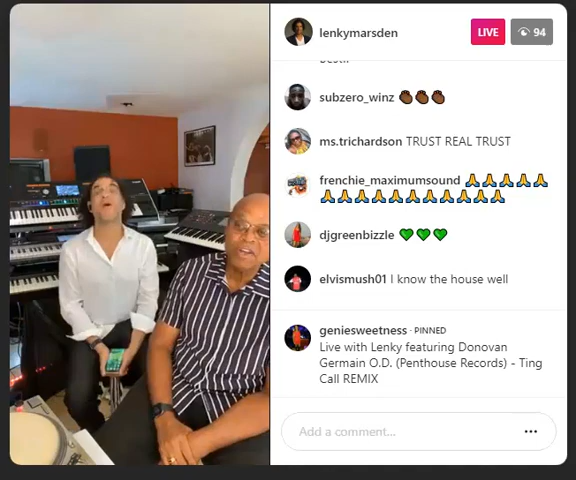 lenkymarsden
LIVE
94
subzero_winz 👏🏿👏🏿👏🏿
ms.trichardson TRUST REAL TRUST
frenchie_maximumsound 🙏🙏🙏🙏🙏
🙏🙏🙏🙏🙏🙏🙏🙏🙏🙏🙏
djgreenbizzle 💚💚💚
elvismush01 I know the house well
geniesweetness · PINNED
Live with Lenky featuring Donovan
Germain O.D. (Penthouse Records) - Ting
Call REMIX
Add a comment...